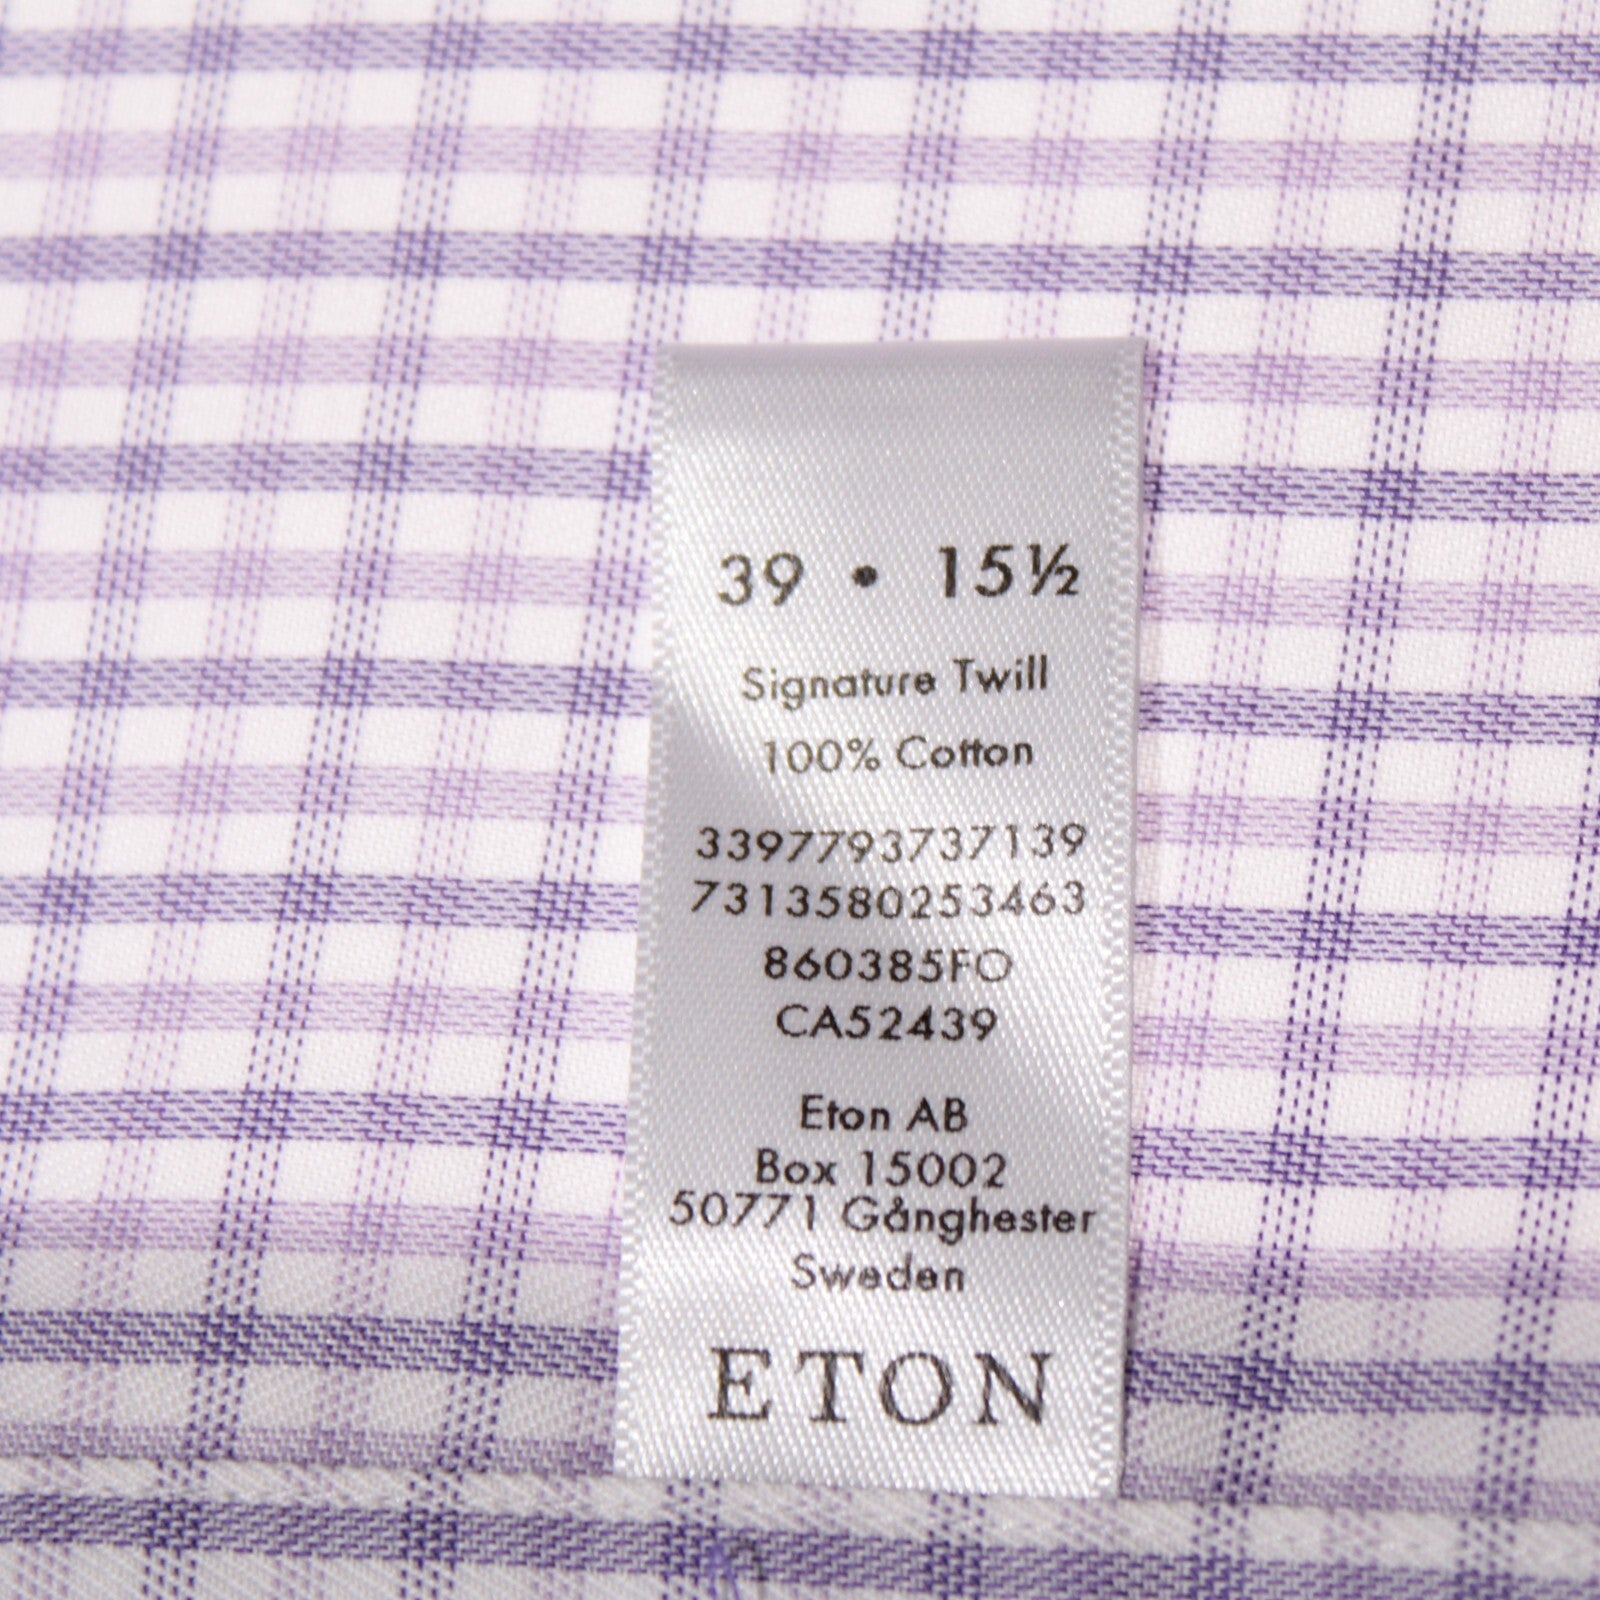 39 • 15½
Signature Twill
100% Cotton
3397793737139
7313580253463
860385FO
CA52439
Eton AB
Box 15002
50771 Gånghester
Sweden
ETON